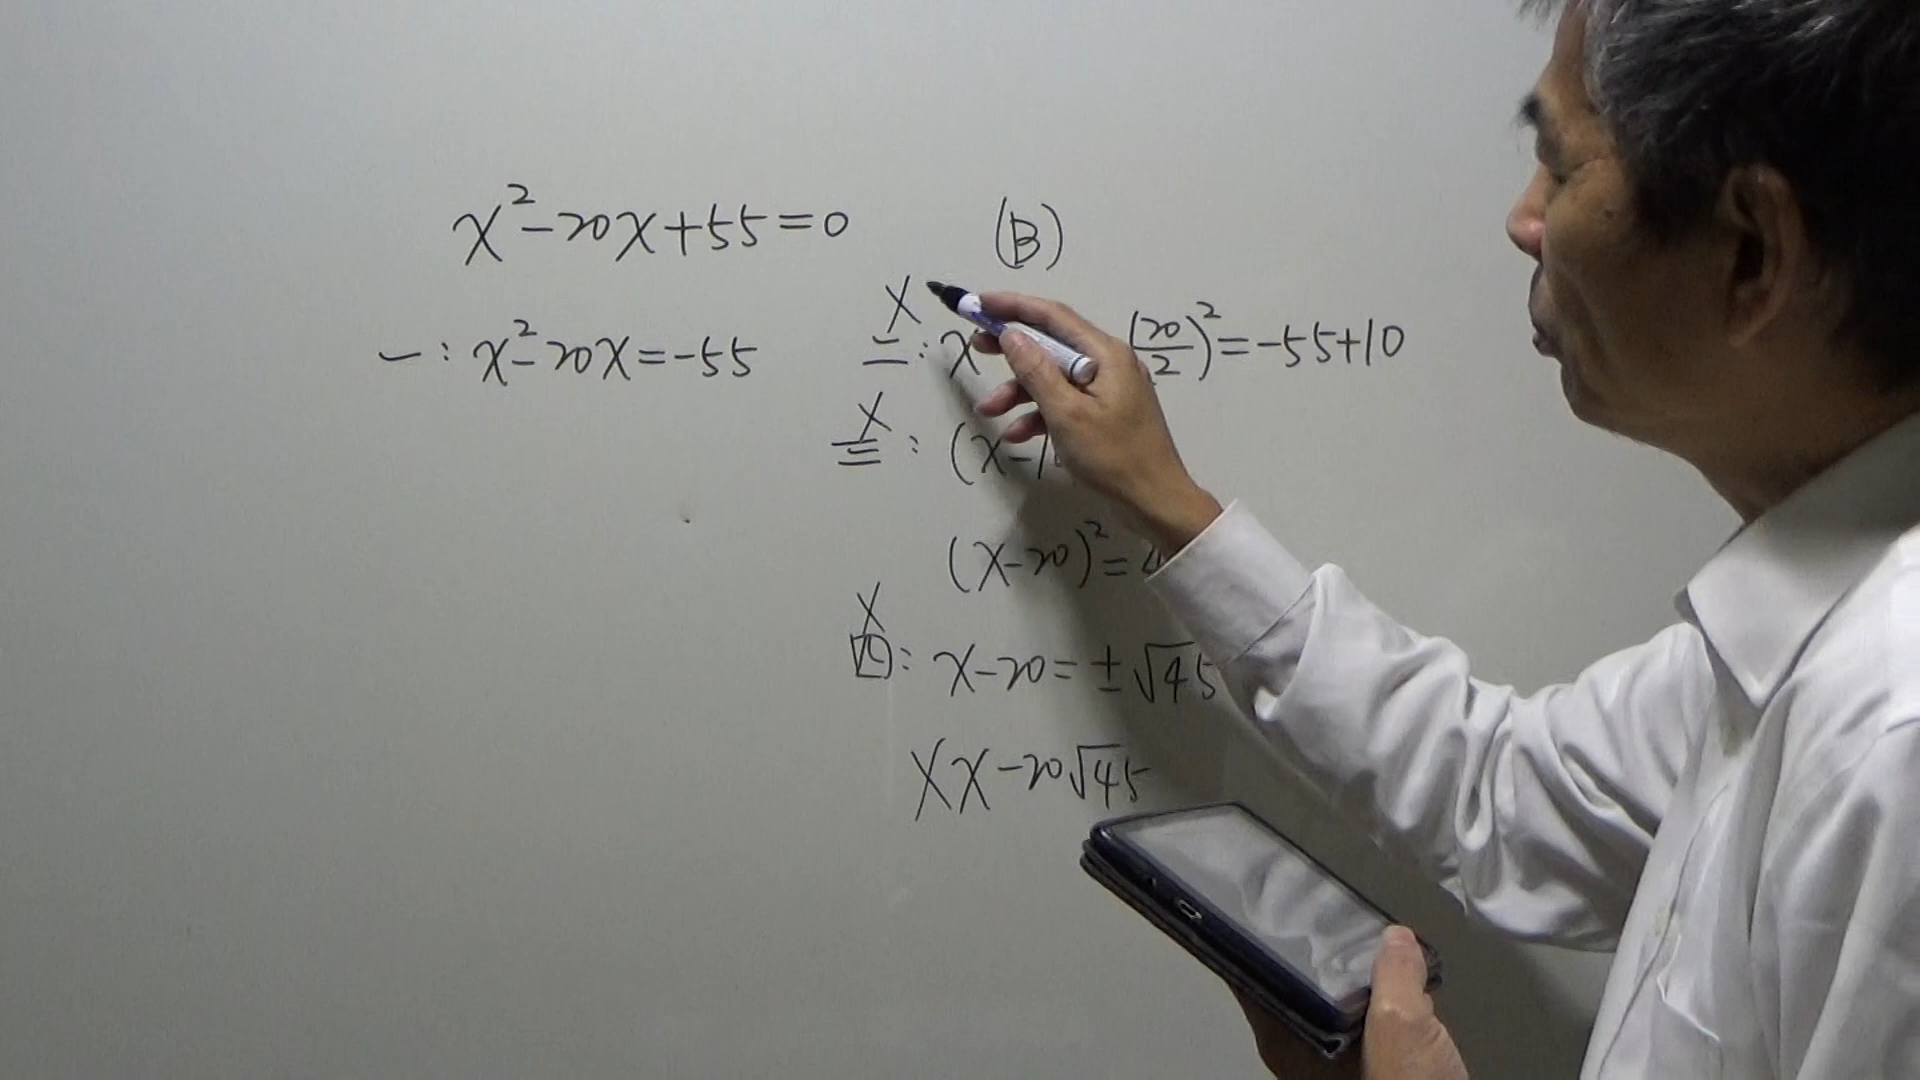 x²-20x+55=0
(B)
一: x²-20x=-55
X
二: x (20/2)²=-55+10
X
三: (x-1
(x-20)²=4
X
四: x-20=±√45
X x-20√45